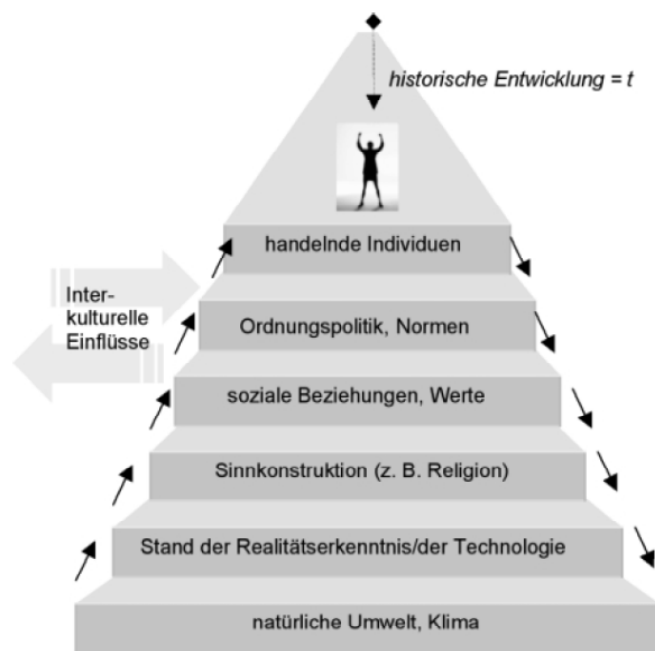 historische Entwicklung = t
handelnde Individuen
Inter-
kulturelle
Einflüsse
Ordnungspolitik, Normen
soziale Beziehungen, Werte
Sinnkonstruktion (z. B. Religion)
Stand der Realitätserkenntnis/der Technologie
natürliche Umwelt, Klima